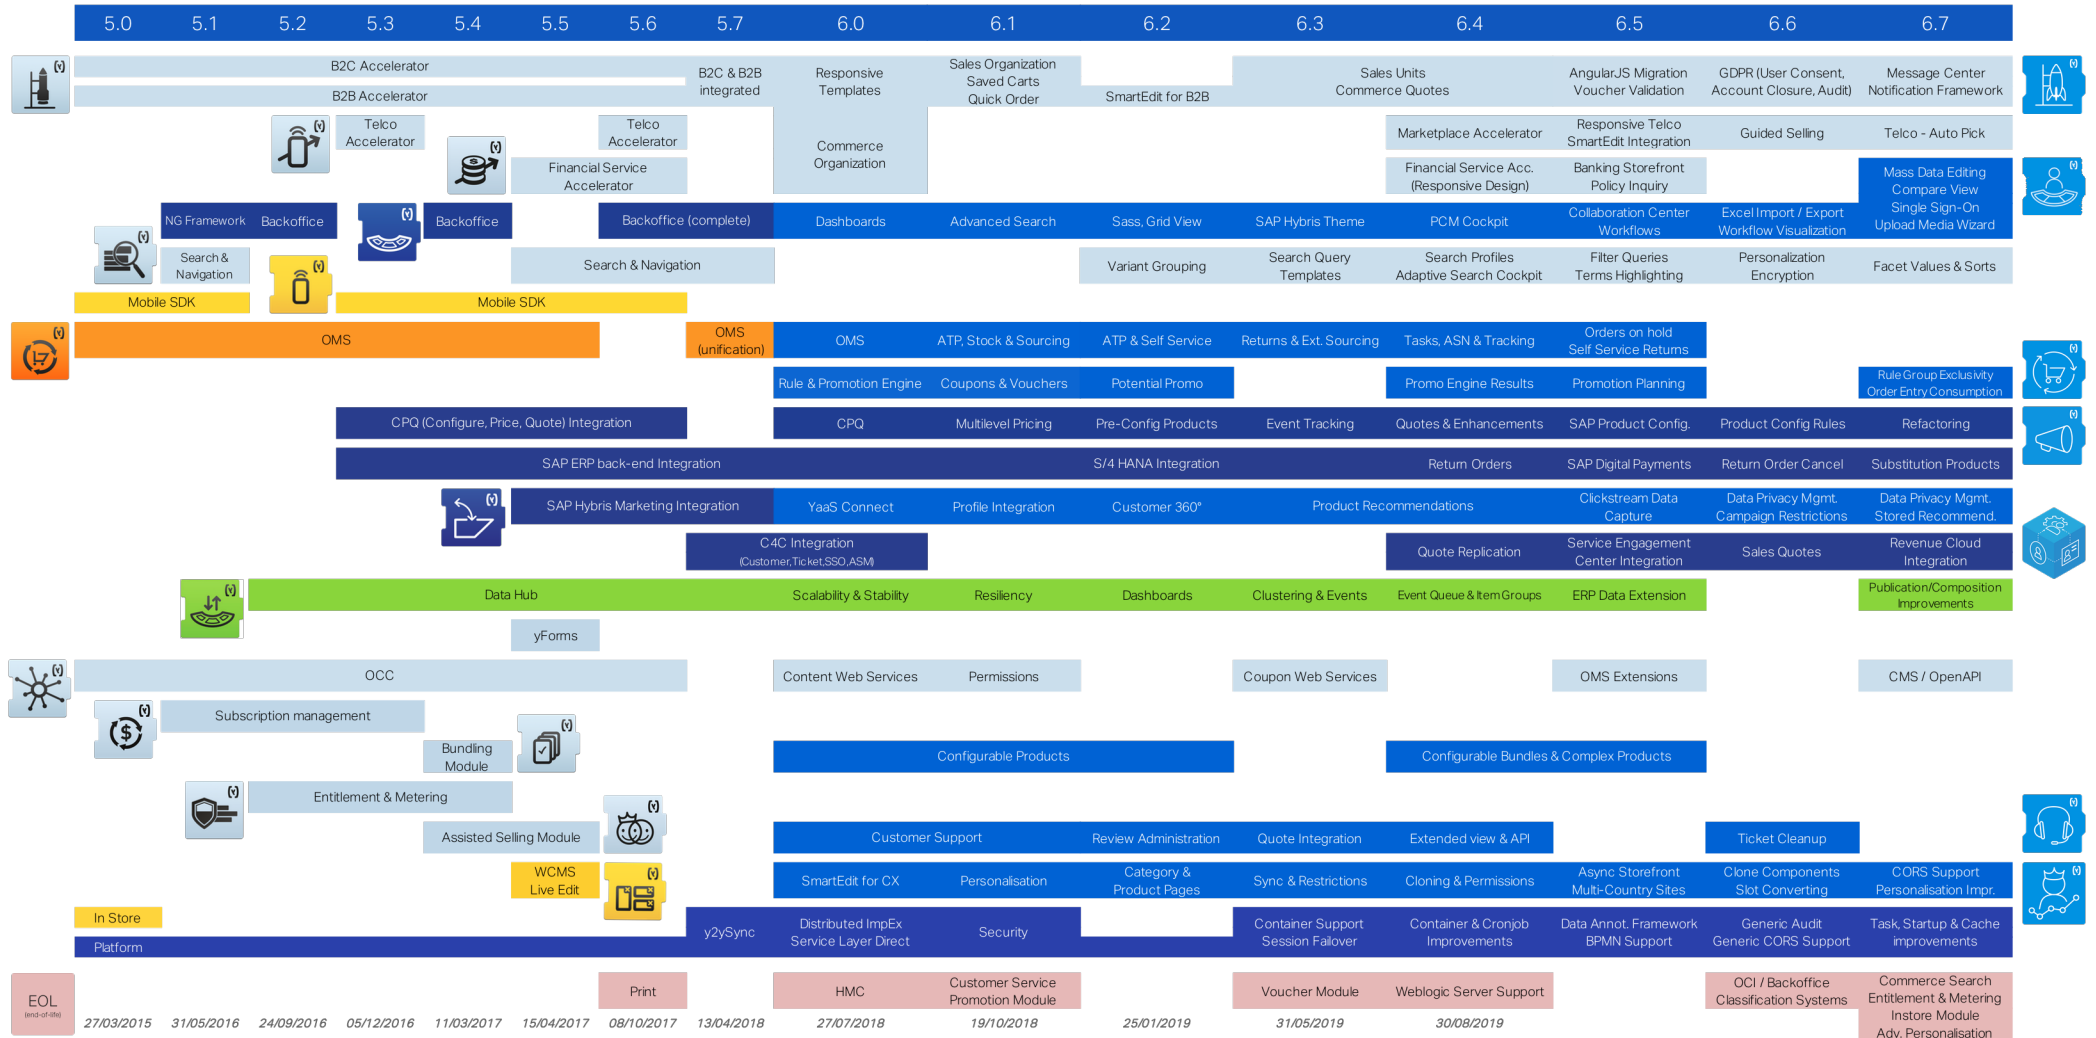 5.0 5.1 5.2 5.3 5.4 5.5 5.6 5.7 6.0 6.1 6.2 6.3 6.4 6.5 6.6 6.7
B2C Accelerator
B2B Accelerator
B2C & B2B
integrated
Responsive
Templates
Sales Organization
Saved Carts
Quick Order
SmartEdit for B2B
Sales Units
Commerce Quotes
AngularJS Migration
Voucher Validation
GDPR (User Consent,
Account Closure, Audit)
Message Center
Notification Framework
Telco
Accelerator
Telco
Accelerator
Commerce
Organization
Marketplace Accelerator
Responsive Telco
SmartEdit Integration
Guided Selling
Telco - Auto Pick
Financial Service
Accelerator
Financial Service Acc.
(Responsive Design)
Banking Storefront
Policy Inquiry
Mass Data Editing
Compare View
Single Sign-On
Upload Media Wizard
NG Framework
Backoffice
Backoffice
Backoffice (complete)
Dashboards
Advanced Search
Sass, Grid View
SAP Hybris Theme
PCM Cockpit
Collaboration Center
Workflows
Excel Import / Export
Workflow Visualization
Search &
Navigation
Search & Navigation
Variant Grouping
Search Query
Templates
Search Profiles
Adaptive Search Cockpit
Filter Queries
Terms Highlighting
Personalization
Encryption
Facet Values & Sorts
Mobile SDK
Mobile SDK
OMS
OMS
(unification)
OMS
ATP, Stock & Sourcing
ATP & Self Service
Returns & Ext. Sourcing
Tasks, ASN & Tracking
Orders on hold
Self Service Returns
Rule & Promotion Engine
Coupons & Vouchers
Potential Promo
Promo Engine Results
Promotion Planning
Rule Group Exclusivity
Order Entry Consumption
CPQ (Configure, Price, Quote) Integration
CPQ
Multilevel Pricing
Pre-Config Products
Event Tracking
Quotes & Enhancements
SAP Product Config.
Product Config Rules
Refactoring
SAP ERP back-end Integration
S/4 HANA Integration
Return Orders
SAP Digital Payments
Return Order Cancel
Substitution Products
SAP Hybris Marketing Integration
YaaS Connect
Profile Integration
Customer 360°
Product Recommendations
Clickstream Data
Capture
Data Privacy Mgmt.
Campaign Restrictions
Data Privacy Mgmt.
Stored Recommend.
C4C Integration
(Customer,Ticket,SSO,ASM)
Quote Replication
Service Engagement
Center Integration
Sales Quotes
Revenue Cloud
Integration
Data Hub
Scalability & Stability
Resiliency
Dashboards
Clustering & Events
Event Queue & Item Groups
ERP Data Extension
Publication/Composition
Improvements
yForms
OCC
Content Web Services
Permissions
Coupon Web Services
OMS Extensions
CMS / OpenAPI
Subscription management
Bundling
Module
Configurable Products
Configurable Bundles & Complex Products
Entitlement & Metering
Assisted Selling Module
Customer Support
Review Administration
Quote Integration
Extended view & API
Ticket Cleanup
WCMS
Live Edit
SmartEdit for CX
Personalisation
Category &
Product Pages
Sync & Restrictions
Cloning & Permissions
Async Storefront
Multi-Country Sites
Clone Components
Slot Converting
CORS Support
Personalisation Impr.
In Store
Platform
y2ySync
Distributed ImpEx
Service Layer Direct
Security
Container Support
Session Failover
Container & Cronjob
Improvements
Data Annot. Framework
BPMN Support
Generic Audit
Generic CORS Support
Task, Startup & Cache
improvements
EOL
(end-of-life)
Print
HMC
Customer Service
Promotion Module
Voucher Module
Weblogic Server Support
OCI / Backoffice
Classification Systems
Commerce Search
Entitlement & Metering
Instore Module
Adv. Personalisation
27/03/2015 31/05/2016 24/09/2016 05/12/2016 11/03/2017 15/04/2017 08/10/2017 13/04/2018 27/07/2018 19/10/2018 25/01/2019 31/05/2019 30/08/2019